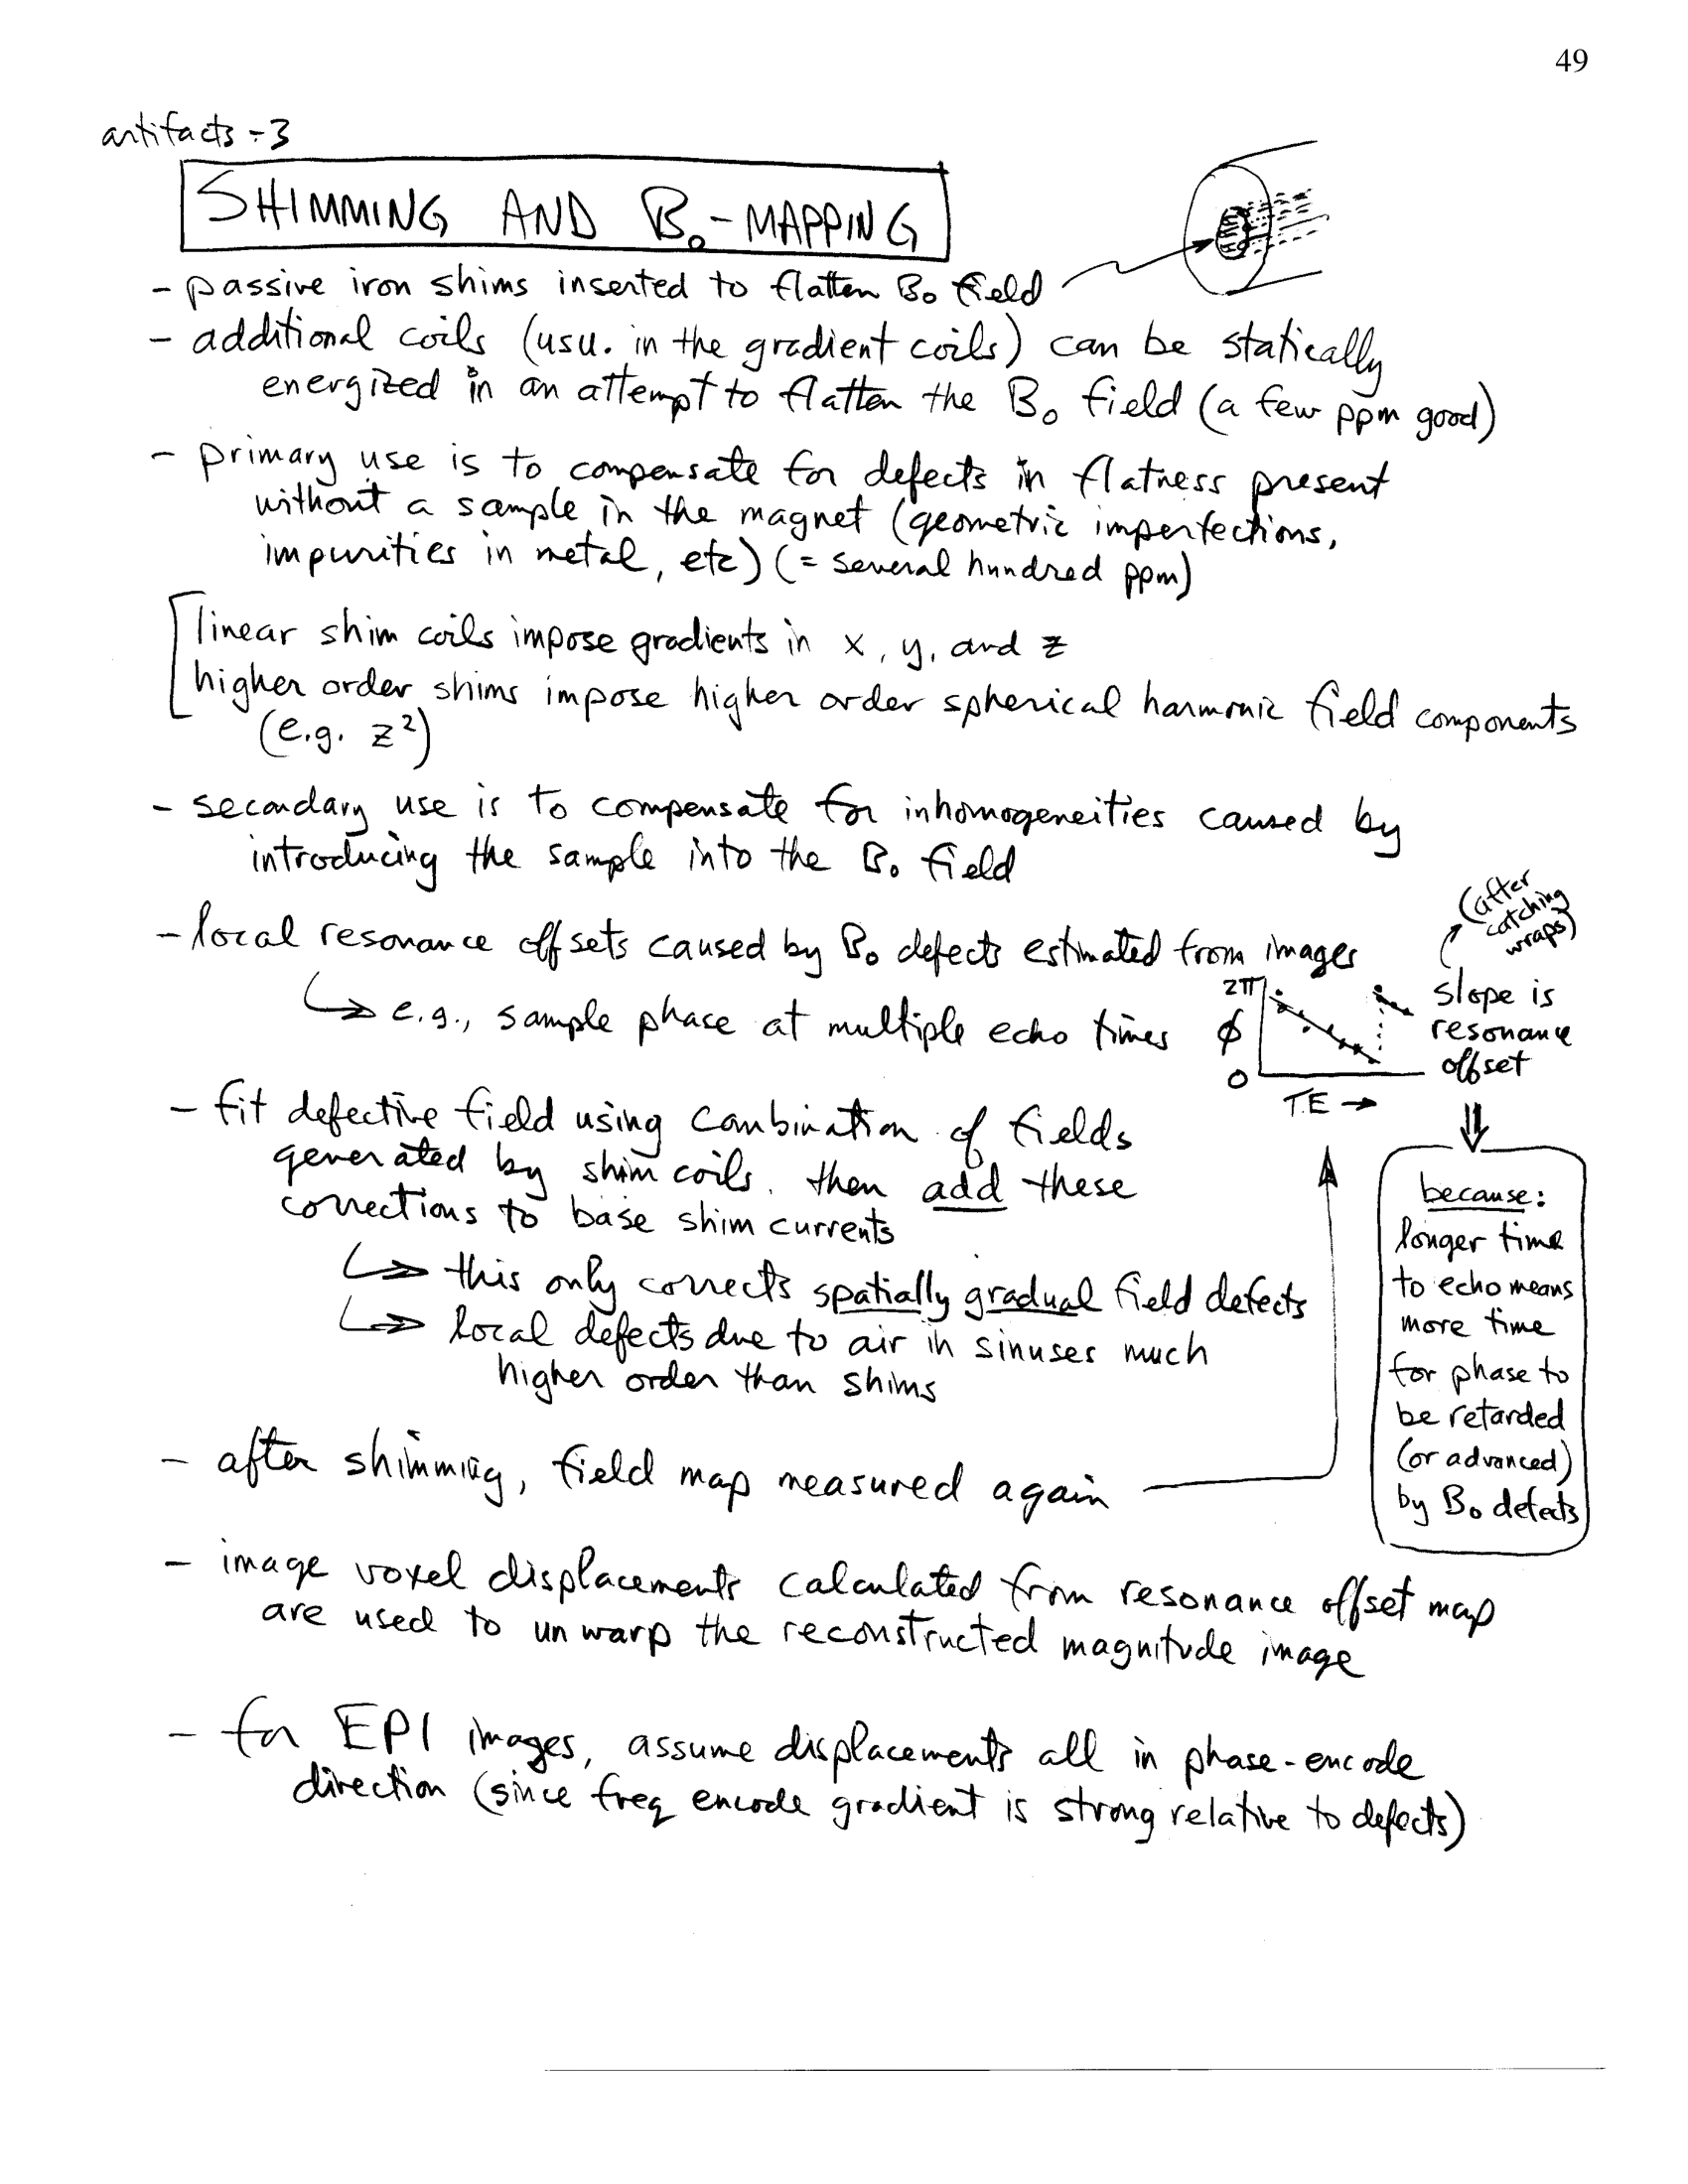 49
artifacts-3
SHIMMING AND B₀-MAPPING
- passive iron shims inserted to flatten B₀ field
- additional coils (usu. in the gradient coils) can be statically
energized in an attempt to flatten the B₀ field (a few ppm good)
- primary use is to compensate for defects in flatness present
without a sample in the magnet (geometric imperfections,
impurities in metal, etc) (= several hundred ppm)
linear shim coils impose gradients in x, y, and z
higher order shims impose higher order spherical harmonic field components
(e.g. z²)
- secondary use is to compensate for inhomogeneities caused by
introducing the sample into the B₀ field
- local resonance offsets caused by B₀ defects estimated from images
↳ e.g., sample phase at multiple echo times
2π
ϕ
0
TE →
(after
catching
wraps)
slope is
resonance
offset
⇓
because:
longer time
to echo means
more time
for phase to
be retarded
(or advanced)
by B₀ defects
- fit defective field using combination of fields
generated by shim coils. then add these
corrections to base shim currents
↳ this only corrects spatially gradual field defects
↳ local defects due to air in sinuses much
higher order than shims
- after shimming, field map measured again
- image voxel displacements calculated from resonance offset map
are used to unwarp the reconstructed magnitude image
- for EPI images, assume displacements all in phase-encode
direction (since freq encode gradient is strong relative to defects)